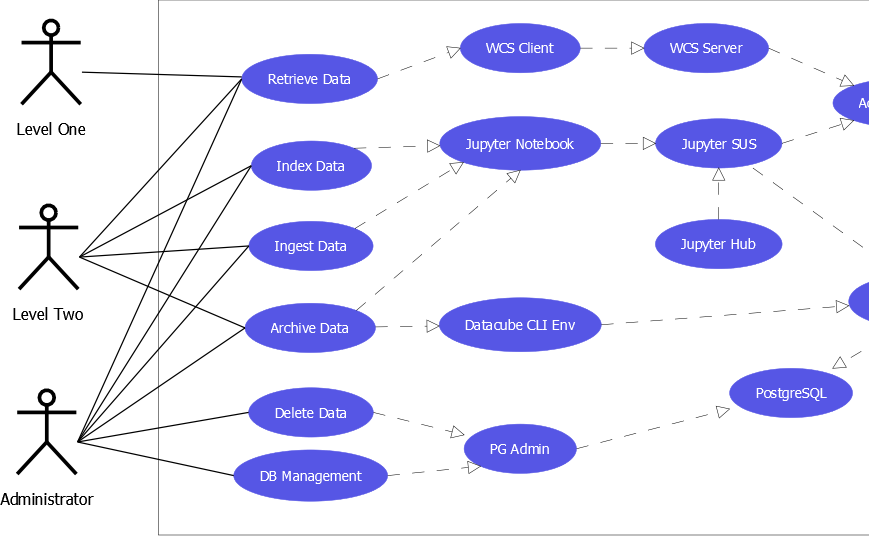 WCS Client
WCS Server
Retrieve Data
Level One
Jupyter Notebook
Jupyter SUS
Index Data
Ingest Data
Jupyter Hub
Level Two
Archive Data
Datacube CLI Env
PostgreSQL
Delete Data
PG Admin
DB Management
Administrator